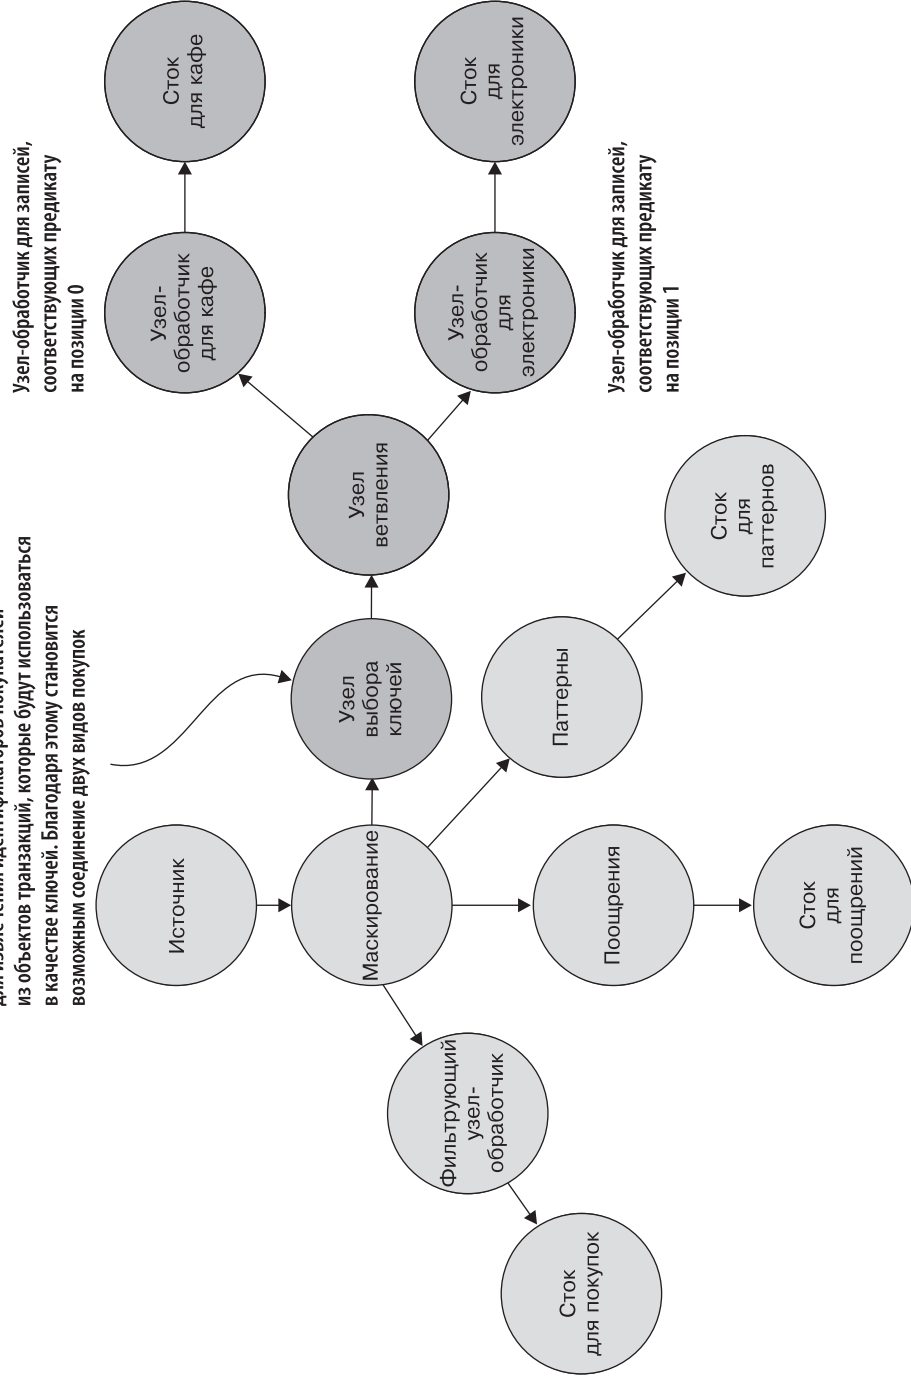 из объектов транзакций, которые будут использоваться
в качестве ключей. Благодаря этому становится
возможным соединение двух видов покупок
Узел-обработчик для записей,
соответствующих предикату
на позиции 0
Источник
Маскирование
Узел
выбора
ключей
Узел
ветвления
Узел-
обработчик
для кафе
Сток
для кафе
Узел-
обработчик
для
электроники
Сток
для
электроники
Узел-обработчик для записей,
соответствующих предикату
на позиции 1
Фильтрующий
узел-
обработчик
Сток
для покупок
Поощрения
Сток
для
поощрений
Паттерны
Сток
для
паттернов